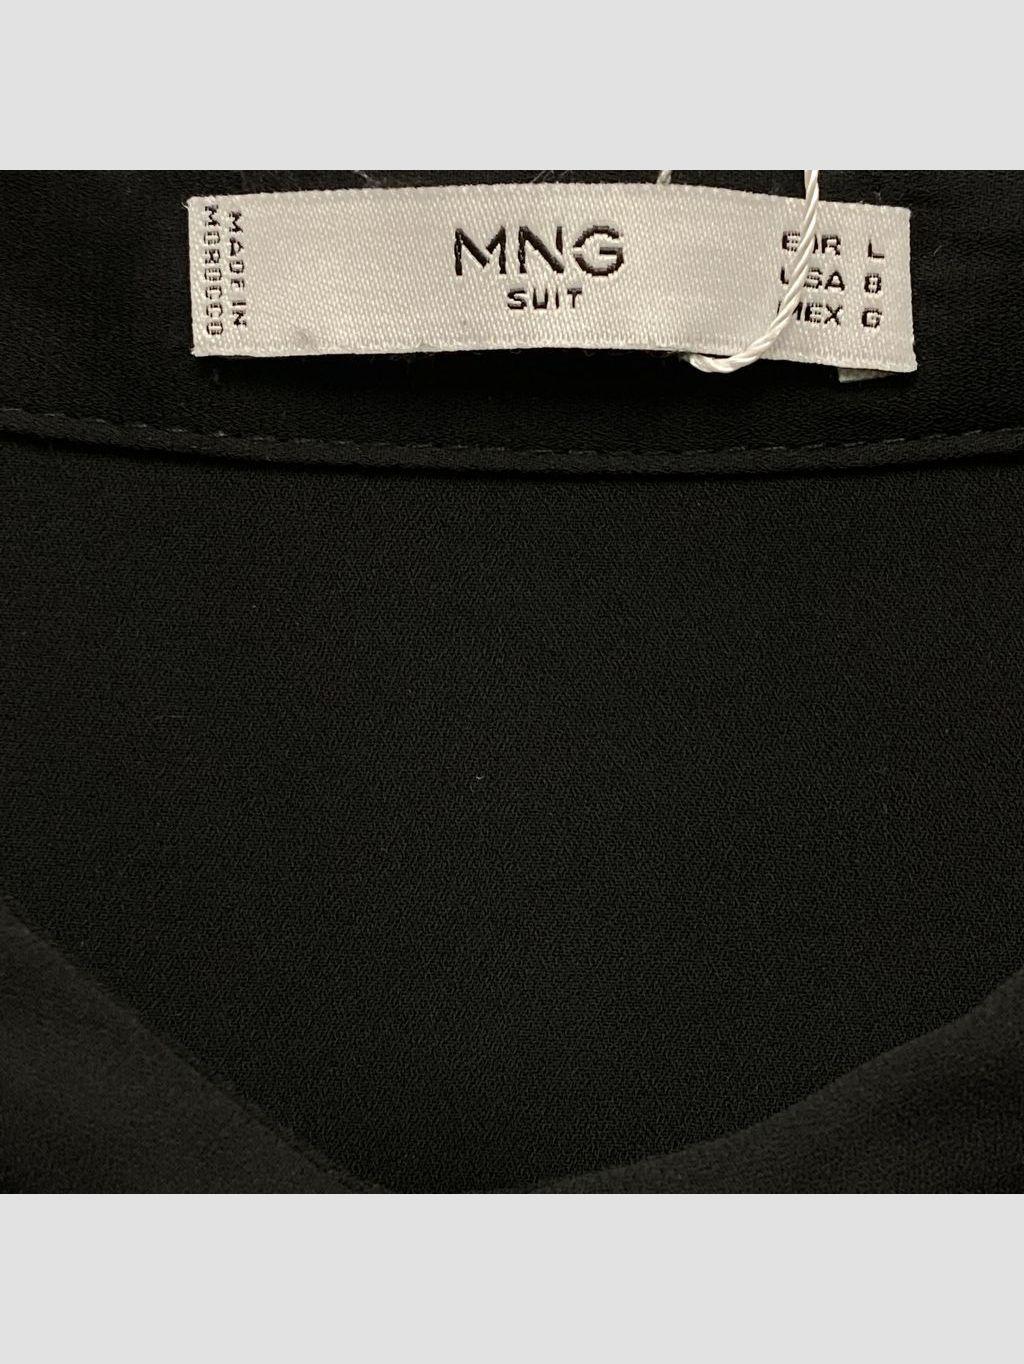 MADE IN
MOROCCO
MNG
SUIT
EUR L
USA 8
MEX G